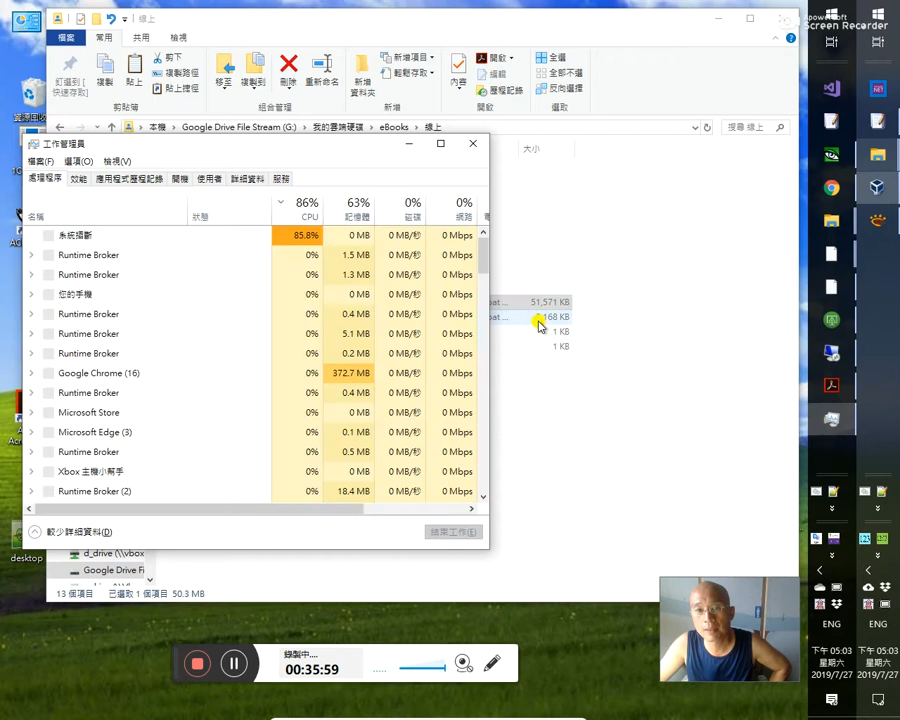 線上
檔案
常用
共用
檢視
釘選到 [
快速存取]
複製
貼上
剪下
複製路徑
貼上捷徑
剪貼簿
移至
複製到
刪除
重新命名
組合管理
新增
資料夾
新增項目
輕鬆存取
新增
內容
開啟
編輯
歷程記錄
開啟
全選
全部不選
反向選擇
選取
本機 > Google Drive File Stream (G:) > 我的雲端硬碟 > eBooks > 線上
搜尋 線上
大小
51,571 KB
168 KB
1 KB
1 KB
工作管理員
檔案(F) 選項(O) 檢視(V)
處理程序 效能 應用程式歷程記錄 開機 使用者 詳細資料 服務
86% 63% 0% 0%
名稱 狀態 CPU 記憶體 磁碟 網路
系統插斷 85.8% 0 MB 0 MB/秒 0 Mbps
Runtime Broker 0% 1.5 MB 0 MB/秒 0 Mbps
Runtime Broker 0% 1.3 MB 0 MB/秒 0 Mbps
您的手機 0% 0 MB 0 MB/秒 0 Mbps
Runtime Broker 0% 0.4 MB 0 MB/秒 0 Mbps
Runtime Broker 0% 5.1 MB 0 MB/秒 0 Mbps
Runtime Broker 0% 0.2 MB 0 MB/秒 0 Mbps
Google Chrome (16) 0% 372.7 MB 0 MB/秒 0 Mbps
Runtime Broker 0% 0.4 MB 0 MB/秒 0 Mbps
Microsoft Store 0% 0 MB 0 MB/秒 0 Mbps
Microsoft Edge (3) 0% 0.1 MB 0 MB/秒 0 Mbps
Runtime Broker 0% 0.5 MB 0 MB/秒 0 Mbps
Xbox 主機小幫手 0% 0 MB 0 MB/秒 0 Mbps
Runtime Broker (2) 0% 18.4 MB 0 MB/秒 0 Mbps
較少詳細資料(D)
結束工作(E)
d_drive (\\vbox
Google Drive Fi
13 個項目 已選取 1 個項目 50.3 MB
資源回收
desktop
錄製中....
00:35:59
Apowersoft
Screen Recorder
ENG
下午 05:03
星期六
2019/7/27
ENG
下午 05:03
星期六
2019/7/27